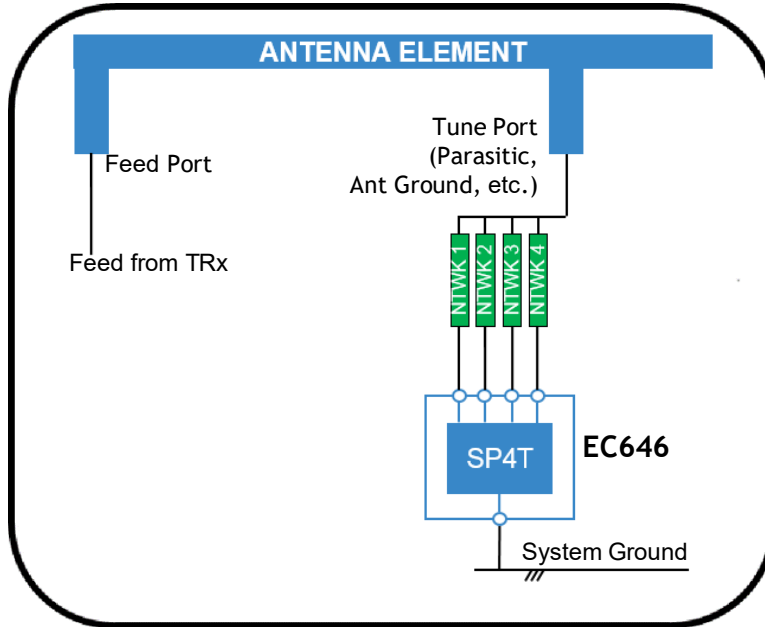 ANTENNA ELEMENT
Feed Port
Feed from TRx
Tune Port
(Parasitic,
Ant Ground, etc.)
NTWK 1
NTWK 2
NTWK 3
NTWK 4
SP4T
EC646
System Ground